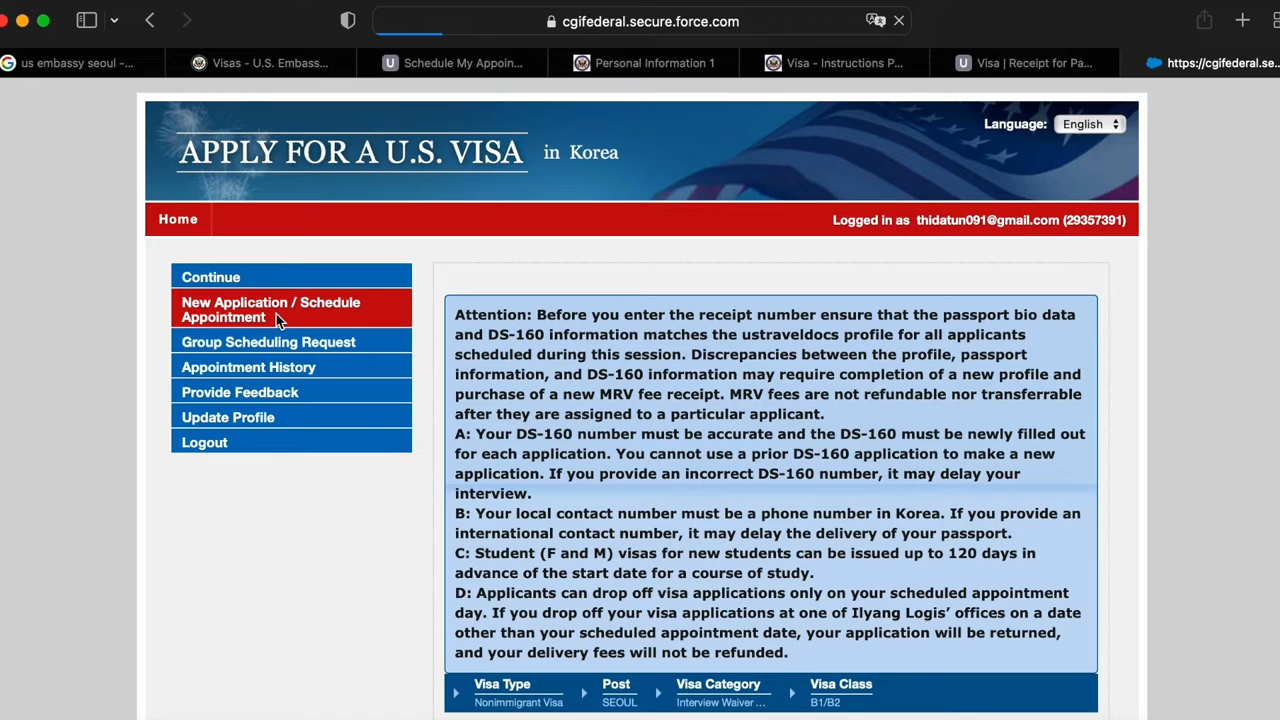 cgifederal.secure.force.com
us embassy seoul -...
Visas - U.S. Embass...
Schedule My Appoin...
Personal Information 1
Visa - Instructions P...
Visa | Receipt for Pa...
https://cgifederal.se...
Language: English
APPLY FOR A U.S. VISA in Korea
Home
Logged in as thidatun091@gmail.com (29357391)
Continue
New Application / Schedule
Appointment
Group Scheduling Request
Appointment History
Provide Feedback
Update Profile
Logout
Attention: Before you enter the receipt number ensure that the passport bio data
and DS-160 information matches the ustraveldocs profile for all applicants
scheduled during this session. Discrepancies between the profile, passport
information, and DS-160 information may require completion of a new profile and
purchase of a new MRV fee receipt. MRV fees are not refundable nor transferrable
after they are assigned to a particular applicant.
A: Your DS-160 number must be accurate and the DS-160 must be newly filled out
for each application. You cannot use a prior DS-160 application to make a new
application. If you provide an incorrect DS-160 number, it may delay your
interview.
B: Your local contact number must be a phone number in Korea. If you provide an
international contact number, it may delay the delivery of your passport.
C: Student (F and M) visas for new students can be issued up to 120 days in
advance of the start date for a course of study.
D: Applicants can drop off visa applications only on your scheduled appointment
day. If you drop off your visa applications at one of Ilyang Logis' offices on a date
other than your scheduled appointment date, your application will be returned,
and your delivery fees will not be refunded.
Visa Type Post Visa Category Visa Class
Nonimmigrant Visa SEOUL Interview Waiver ... B1/B2